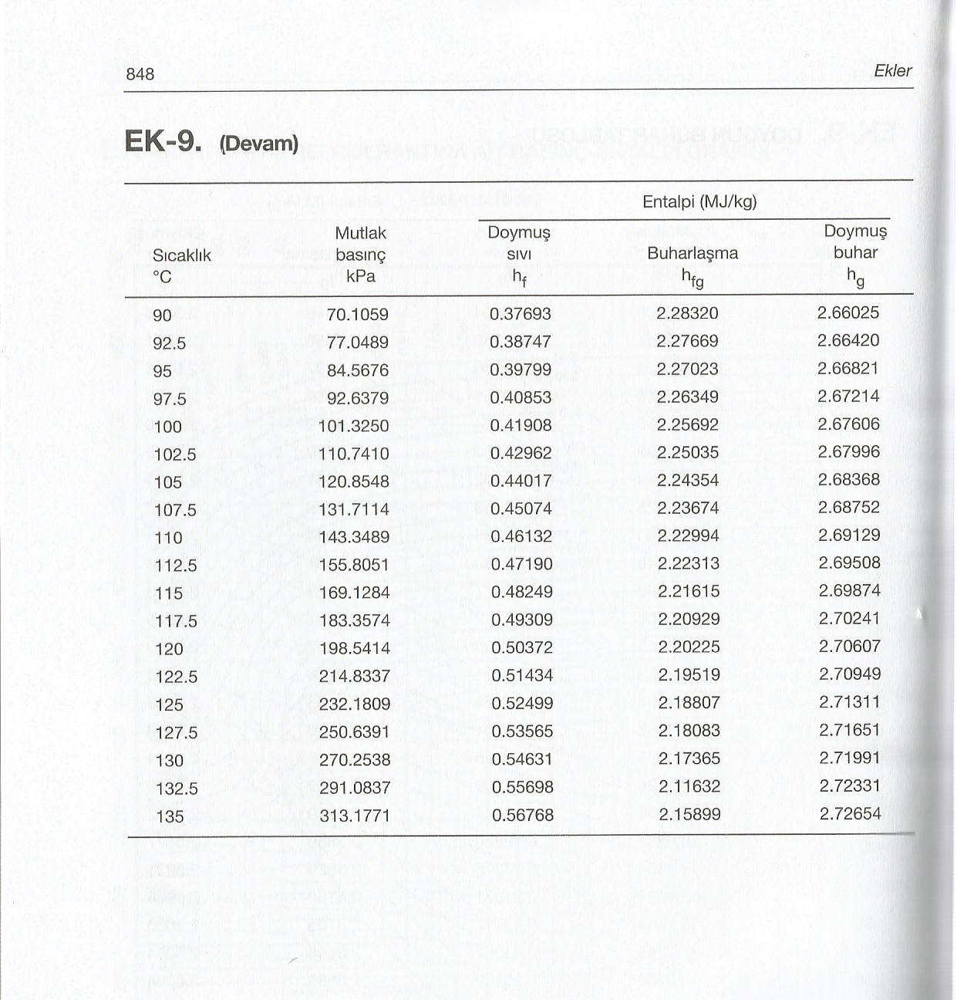 848 Ekler
EK-9. (Devam)
Entalpi (MJ/kg)
Mutlak Doymuş Doymuş
Sıcaklık basınç sıvı Buharlaşma buhar
°C kPa hf hfg hg
90 70.1059 0.37693 2.28320 2.66025
92.5 77.0489 0.38747 2.27669 2.66420
95 84.5676 0.39799 2.27023 2.66821
97.5 92.6379 0.40853 2.26349 2.67214
100 101.3250 0.41908 2.25692 2.67606
102.5 110.7410 0.42962 2.25035 2.67996
105 120.8548 0.44017 2.24354 2.68368
107.5 131.7114 0.45074 2.23674 2.68752
110 143.3489 0.46132 2.22994 2.69129
112.5 155.8051 0.47190 2.22313 2.69508
115 169.1284 0.48249 2.21615 2.69874
117.5 183.3574 0.49309 2.20929 2.70241
120 198.5414 0.50372 2.20225 2.70607
122.5 214.8337 0.51434 2.19519 2.70949
125 232.1809 0.52499 2.18807 2.71311
127.5 250.6391 0.53565 2.18083 2.71651
130 270.2538 0.54631 2.17365 2.71991
132.5 291.0837 0.55698 2.11632 2.72331
135 313.1771 0.56768 2.15899 2.72654